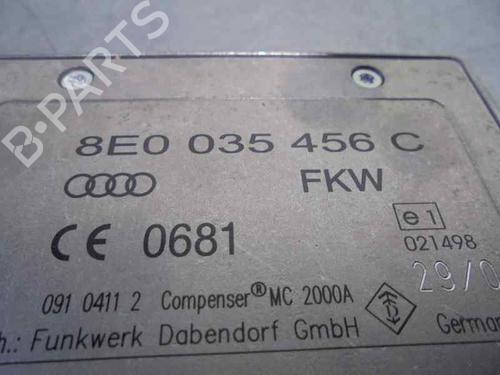 B-PARTS
8E0 035 456 C
FKW
CE 0681
e1
021498
29/0
091 0411 2 Compenser® MC 2000A
h.: Funkwerk Dabendorf GmbH
German